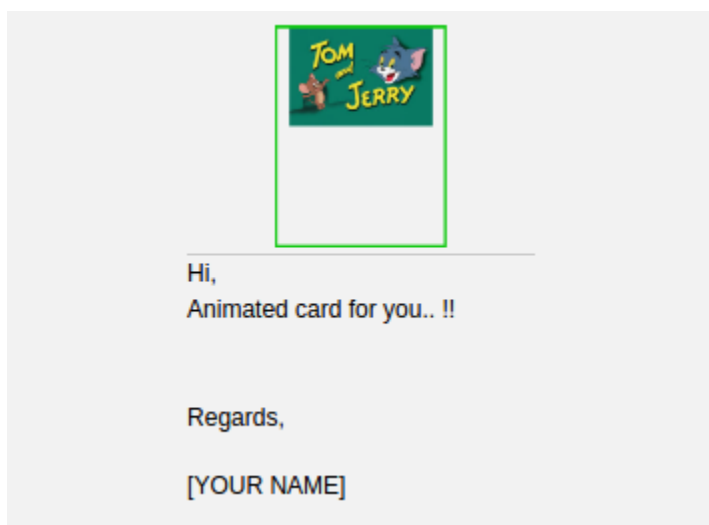 TOM
and
JERRY
Hi,
Animated card for you.. !!
Regards,
[YOUR NAME]